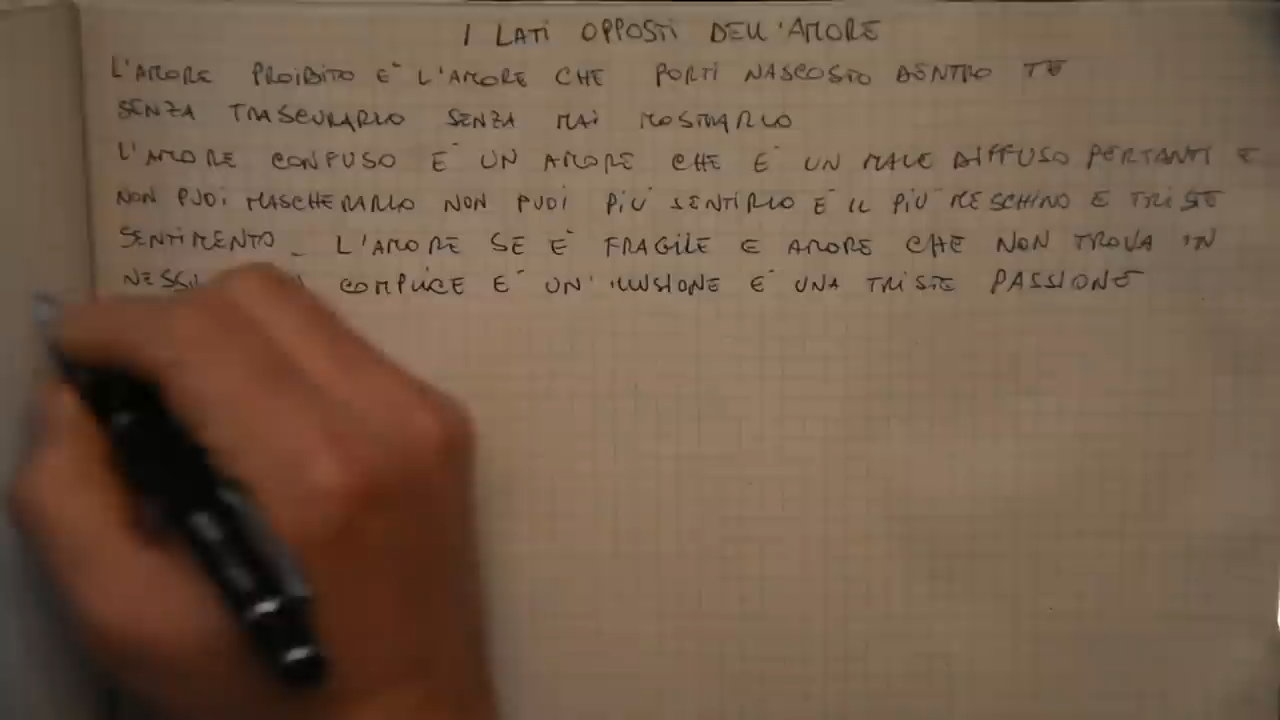 I LATI OPPOSTI DELL'AMORE
L'AMORE PROIBITO E' L'AMORE CHE PORTI NASCOSTO DENTRO TE
SENZA TRASCURARLO SENZA MAI MOSTRARLO
L'AMORE CONFUSO E' UN AMORE CHE E' UN MALE DIFFUSO PERTANTI E
NON PUOI MASCHERARLO NON PUOI PIÙ SENTIRLO E IL PIÙ MESCHINO E TRISTE
SENTIMENTO _ L'AMORE SE E' FRAGILE E AMORE CHE NON TROVA IN
COMPLICE E' UN'ILLUSIONE E' UNA TRISTE PASSIONE